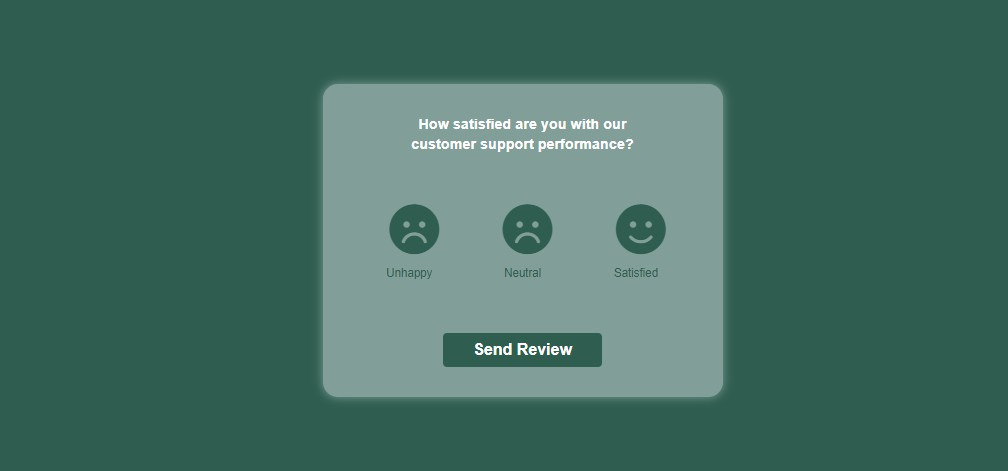 How satisfied are you with our
customer support performance?
Unhappy
Neutral
Satisfied
Send Review